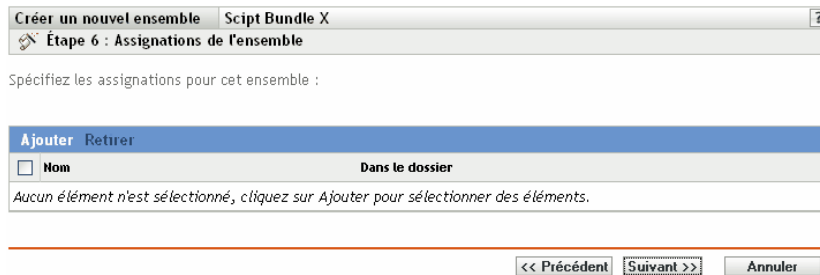 Créer un nouvel ensemble Scipt Bundle X ?
Étape 6 : Assignations de l'ensemble
Spécifiez les assignations pour cet ensemble :
Ajouter Retirer
Nom Dans le dossier
Aucun élément n'est sélectionné, cliquez sur Ajouter pour sélectionner des éléments.
<< Précédent Suivant >> Annuler